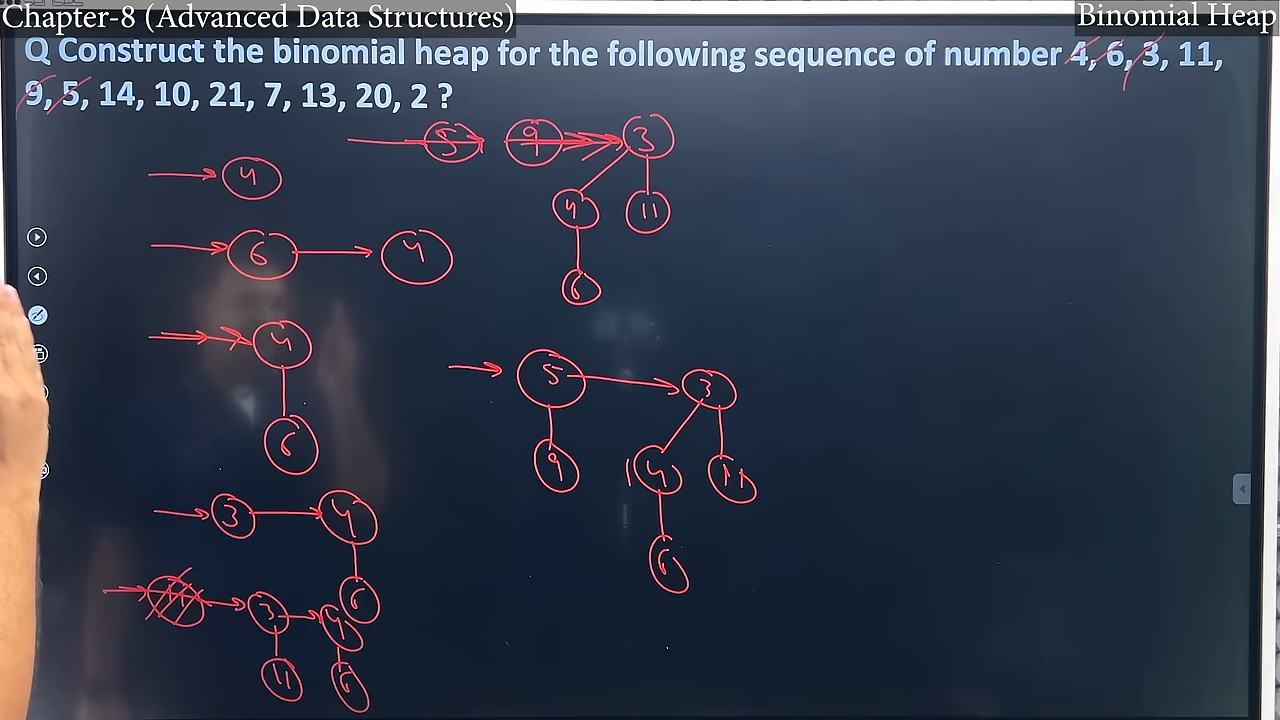 Chapter-8 (Advanced Data Structures)
Binomial Heap
Q Construct the binomial heap for the following sequence of number 4, 6, 3, 11,
9, 5, 14, 10, 21, 7, 13, 20, 2 ?
5 9 3
4
4 11
6 4
6
4
5 3
6
9 4 11
3 4
6
6
11 3 4
11 6